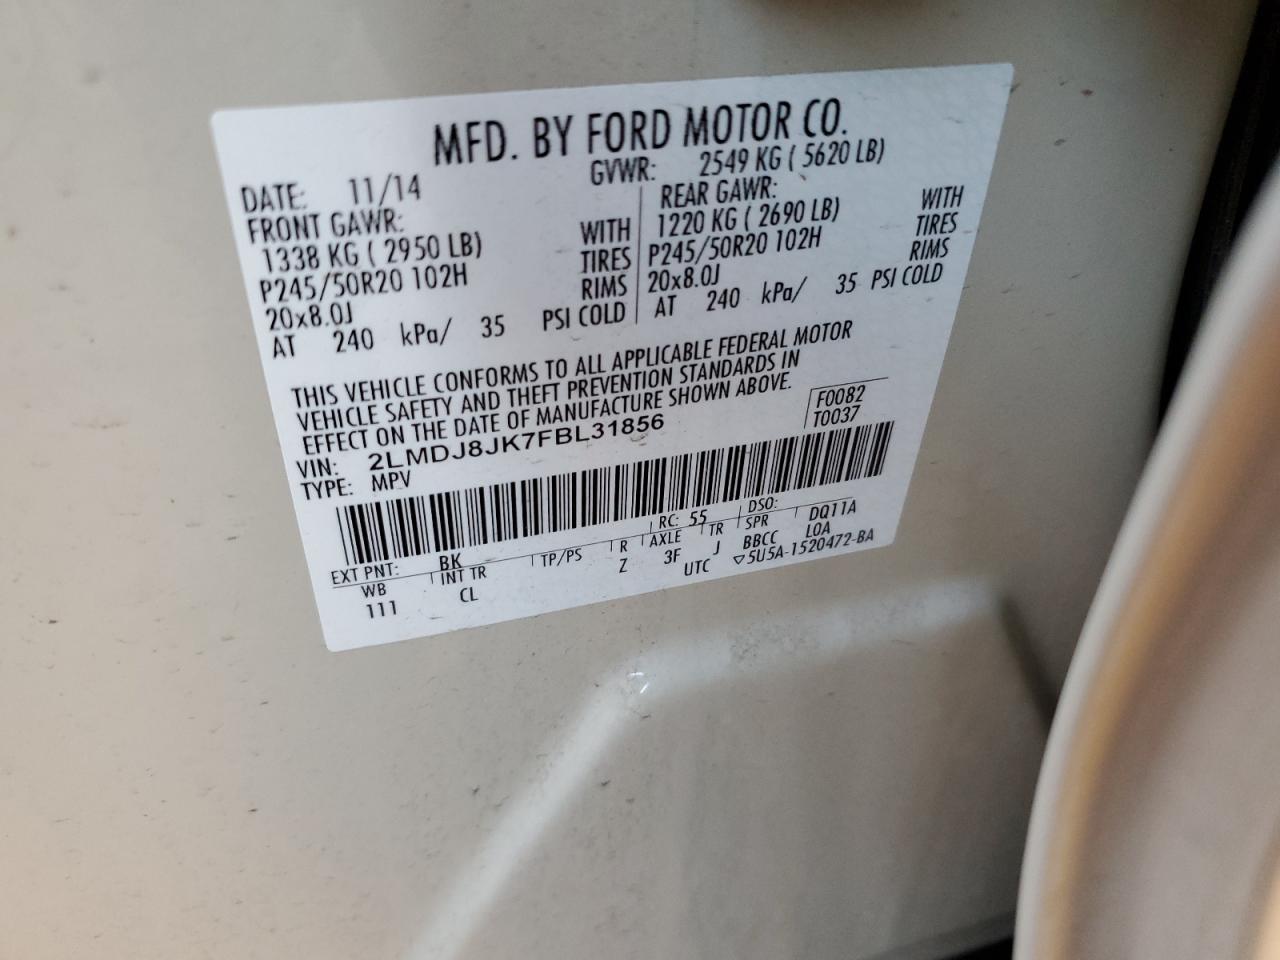 MFD. BY FORD MOTOR CO.
DATE: 11/14 GVWR: 2549 KG ( 5620 LB)
FRONT GAWR: REAR GAWR:
1338 KG ( 2950 LB) WITH 1220 KG ( 2690 LB) WITH
P245/50R20 102H TIRES P245/50R20 102H TIRES
20x8.0J RIMS 20x8.0J RIMS
AT 240 kPa/ 35 PSI COLD AT 240 kPa/ 35 PSI COLD
THIS VEHICLE CONFORMS TO ALL APPLICABLE FEDERAL MOTOR
VEHICLE SAFETY AND THEFT PREVENTION STANDARDS IN
EFFECT ON THE DATE OF MANUFACTURE SHOWN ABOVE.
F0082
VIN: 2LMDJ8JK7FBL31856 T0037
TYPE: MPV
EXT PNT: BK RC: 55 DSO:
WB INT TR TP/PS R AXLE TR SPR DQ11A
111 CL Z 3F J BBCC LOA
UTC ▽5U5A-1520472-BA